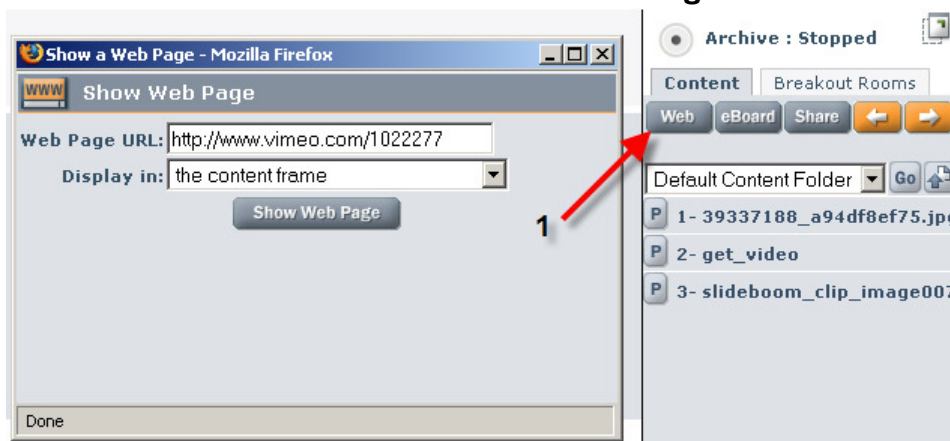 Show a Web Page - Mozilla Firefox
www Show Web Page
Web Page URL: http://www.vimeo.com/1022277
Display in: the content frame
Show Web Page
Done
1
Archive : Stopped
Content Breakout Rooms
Web eBoard Share
Default Content Folder Go
P 1- 39337188_a94df8ef75.jpg
P 2- get_video
P 3- slideboom_clip_image007